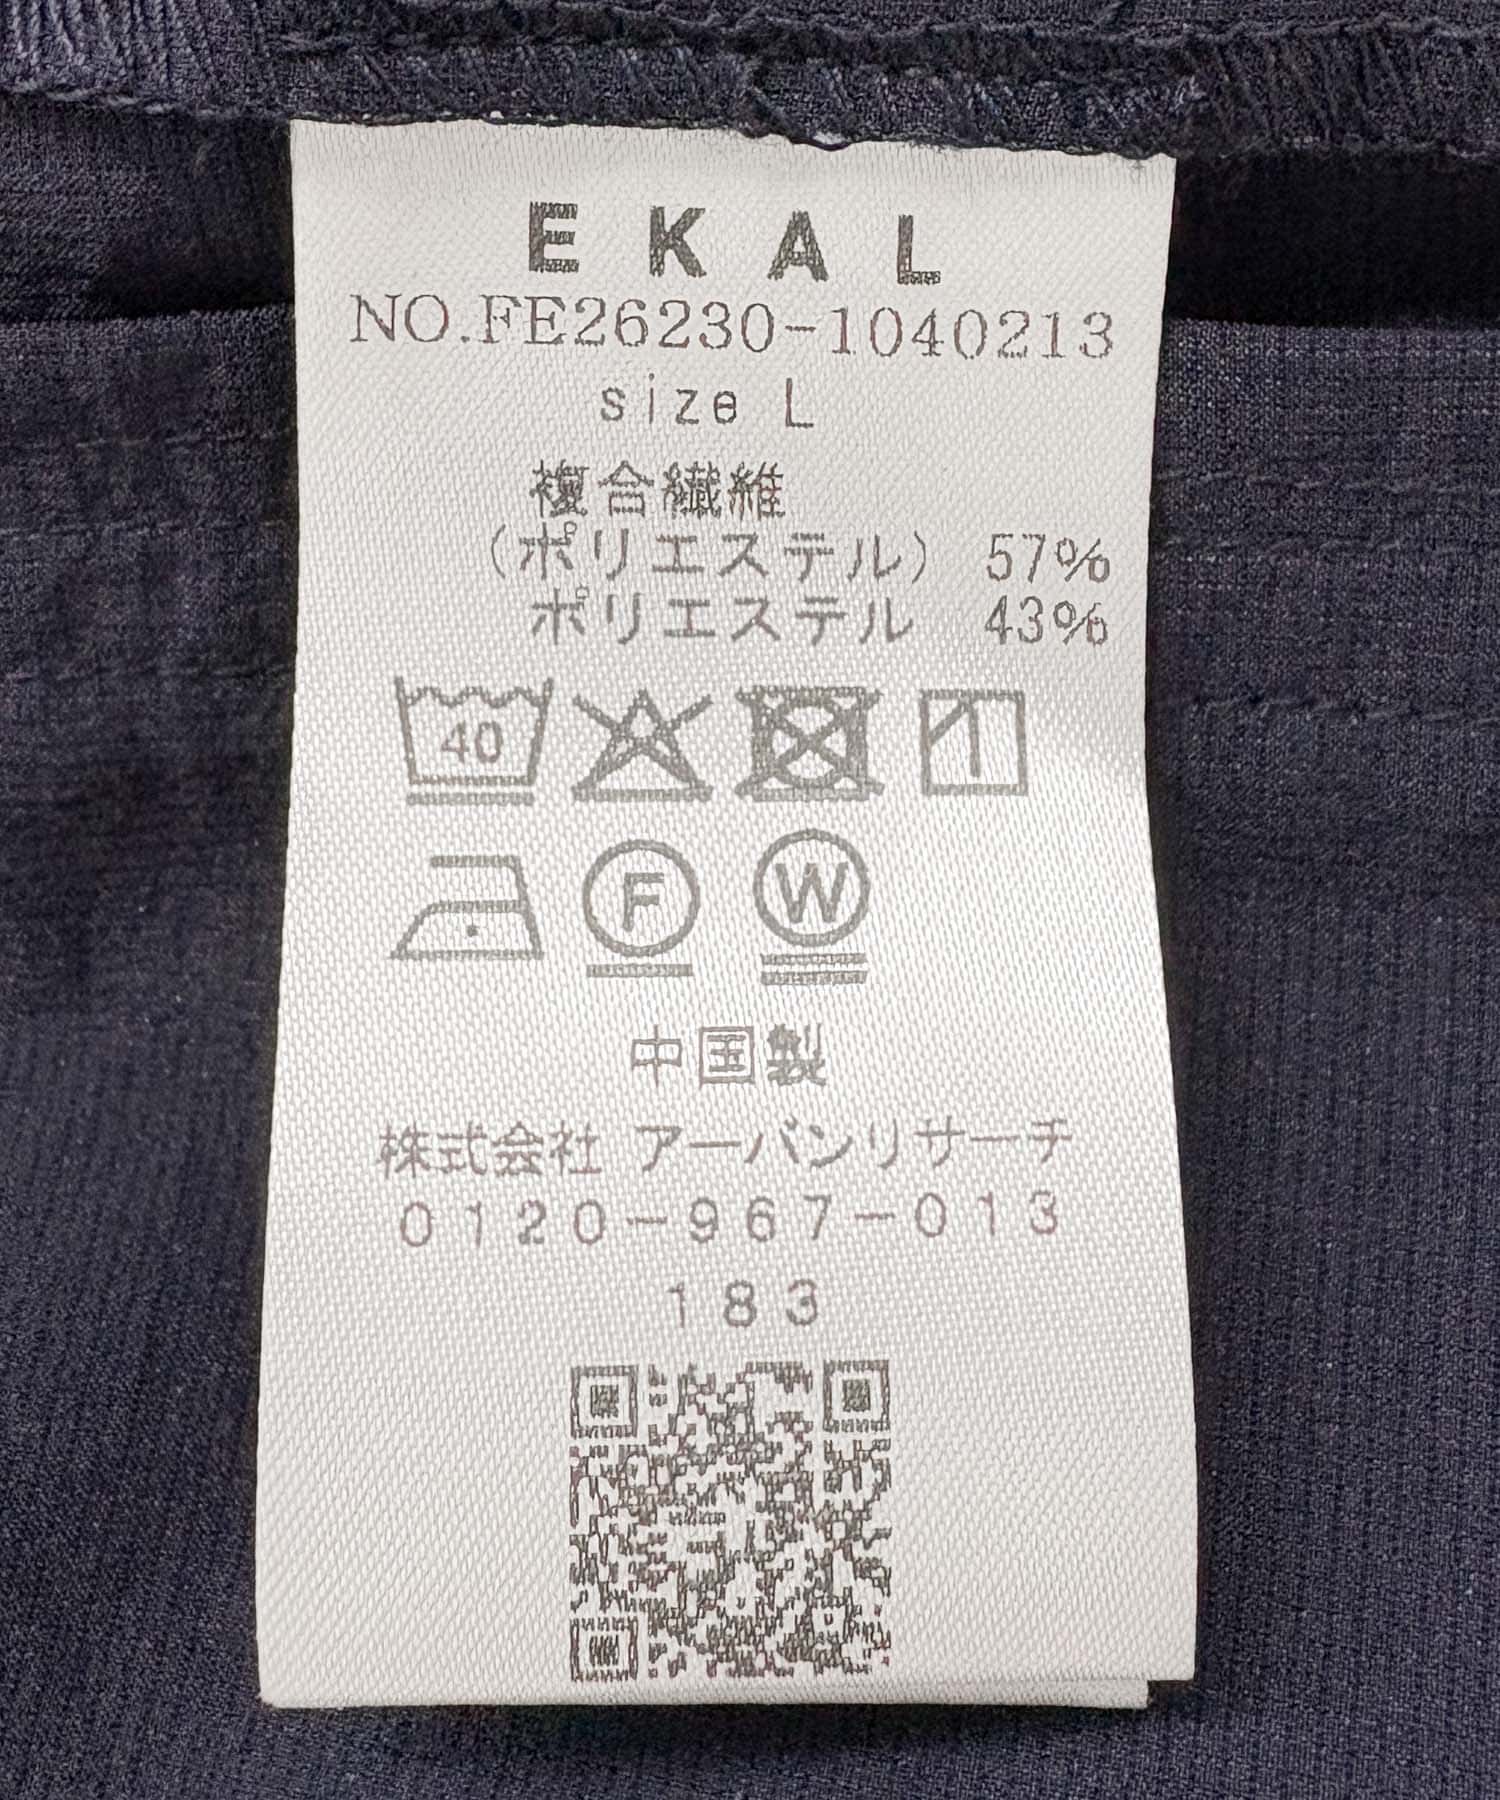 EKAL
NO.FE26230-1040213
size L
複合繊維
(ポリエステル) 57%
ポリエステル 43%
40
F
W
中国製
株式会社 アーバンリサーチ
0120-967-013
183